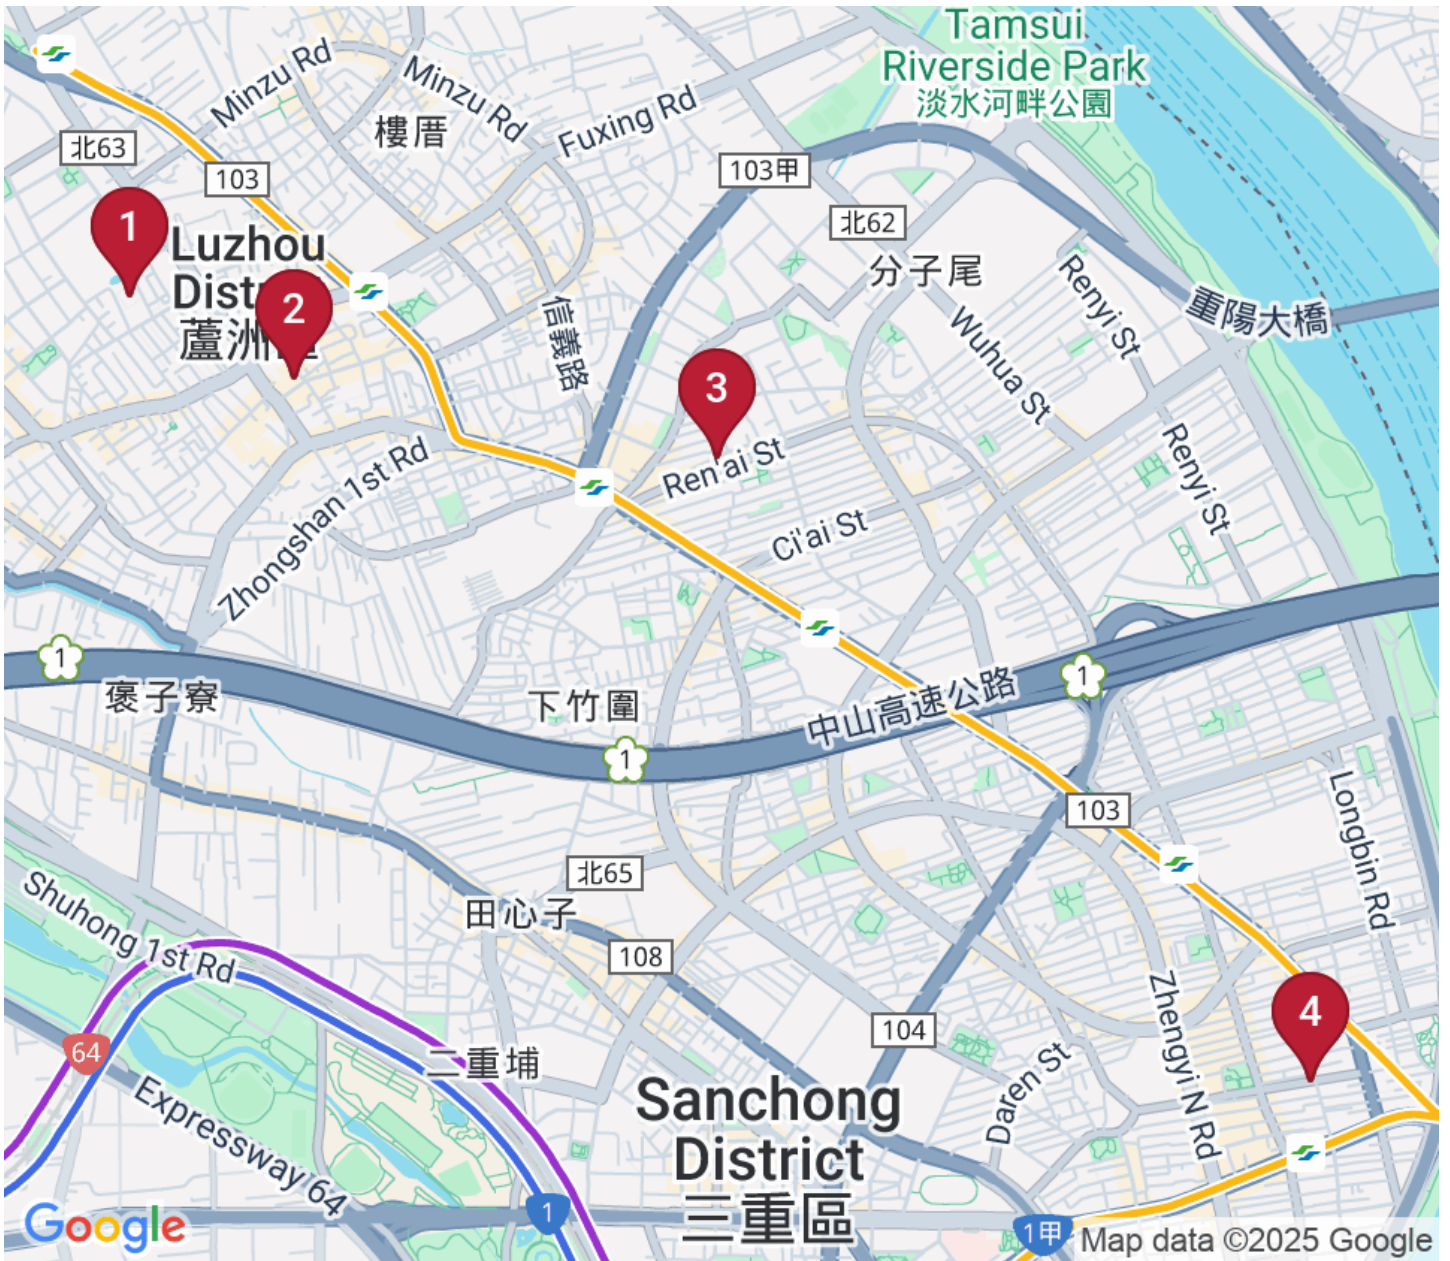 Tamsui
Riverside Park
淡水河畔公園
Minzu Rd
Minzu Rd
Fuxing Rd
樓厝
北63
103
103甲
北62
1
Luzhou
分子尾
Renyi St
重陽大橋
2
蘆洲
信義路
Wuhua St
3
Ren'ai St
Renyi St
Zhongshan 1st Rd
Ci'ai St
1
褒子寮
下竹圍
中山高速公路
1
1
103
Longbin Rd
北65
田心子
Shuhong 1st Rd
108
104
Zhengyi N Rd
4
64
二重埔
Daren St
Expressway 64
Sanchong
District
三重區
1
1甲
Google
Map data ©2025 Google